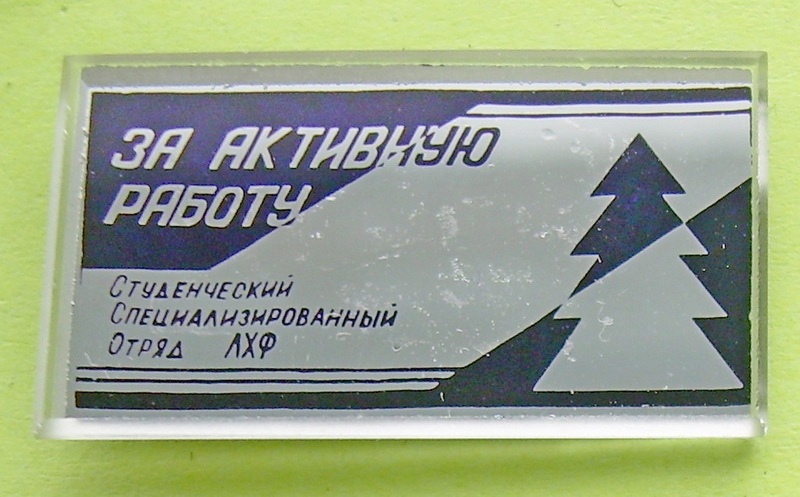 ЗА АКТИВНУЮ
РАБОТУ
Студенческий
Специализированный
Отряд ЛХФ